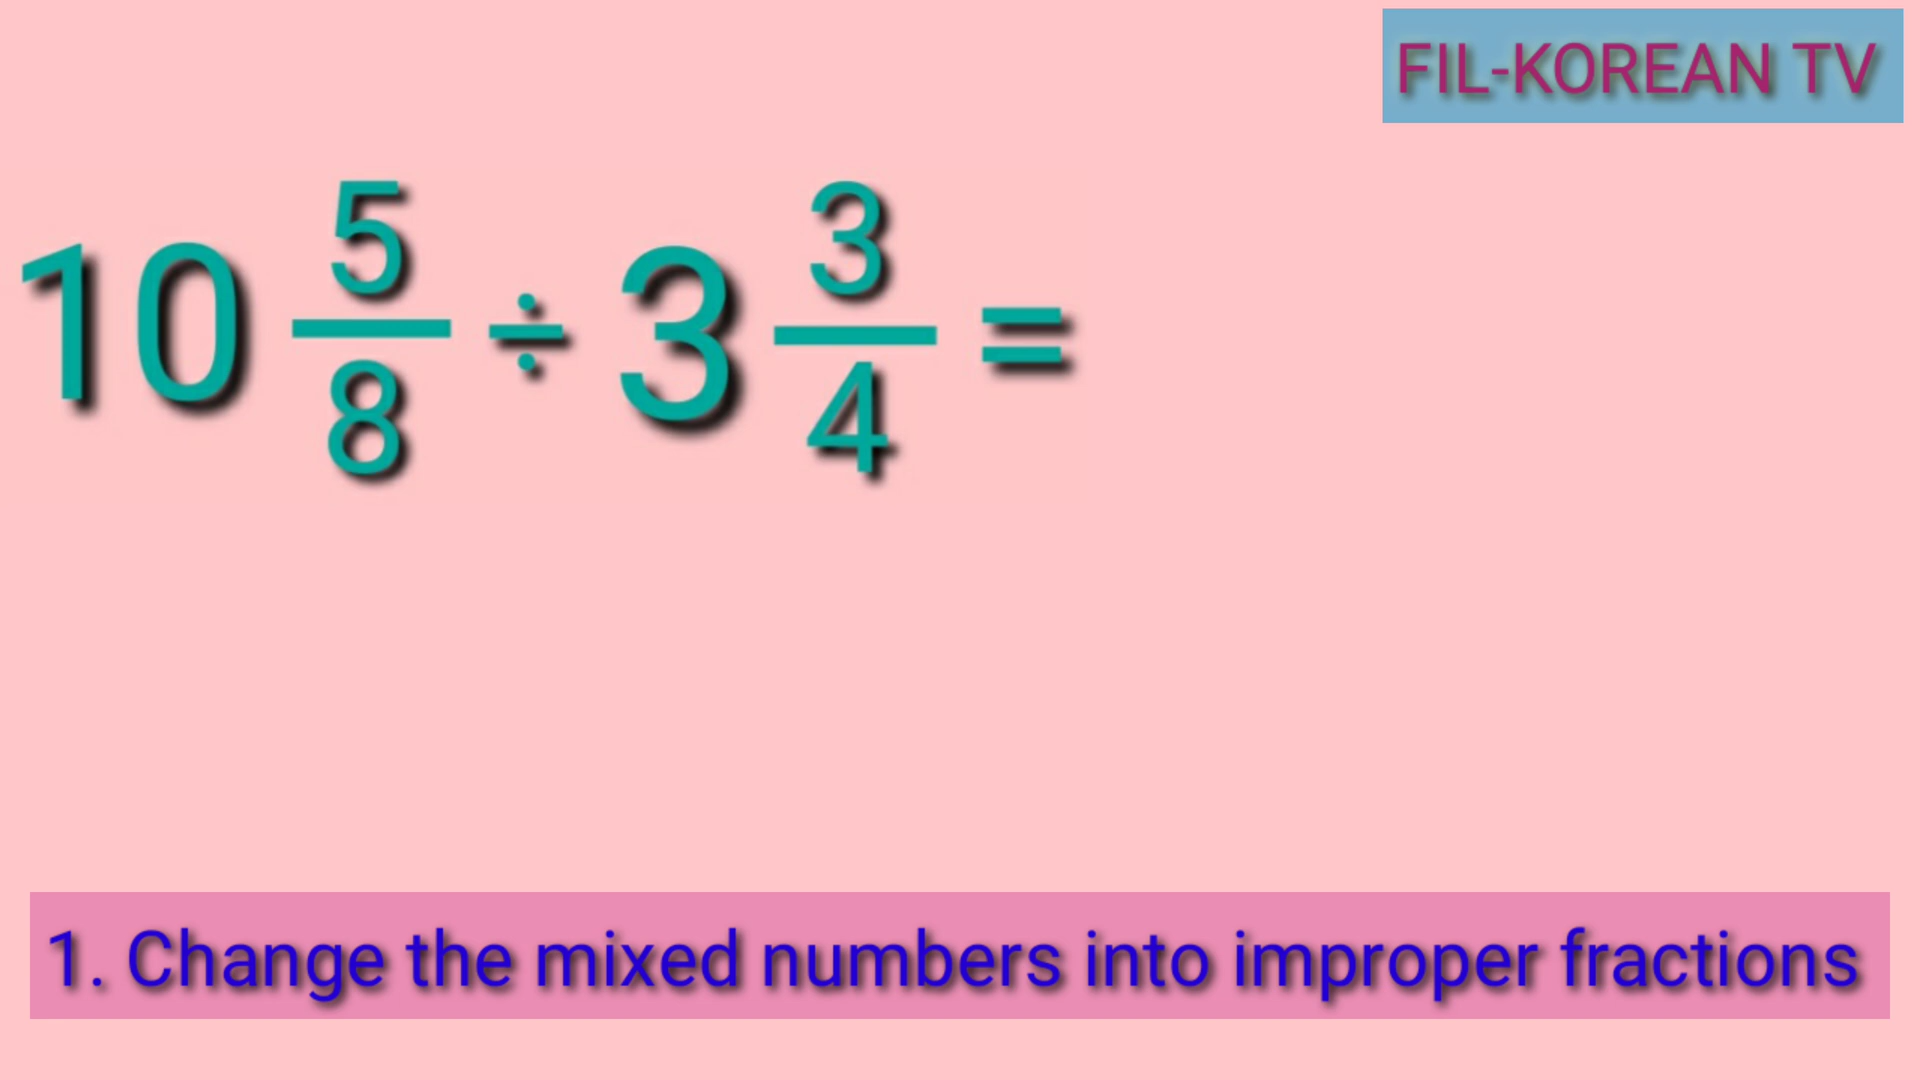 FIL-KOREAN TV
10 5/8 ÷ 3 3/4 =
1. Change the mixed numbers into improper fractions